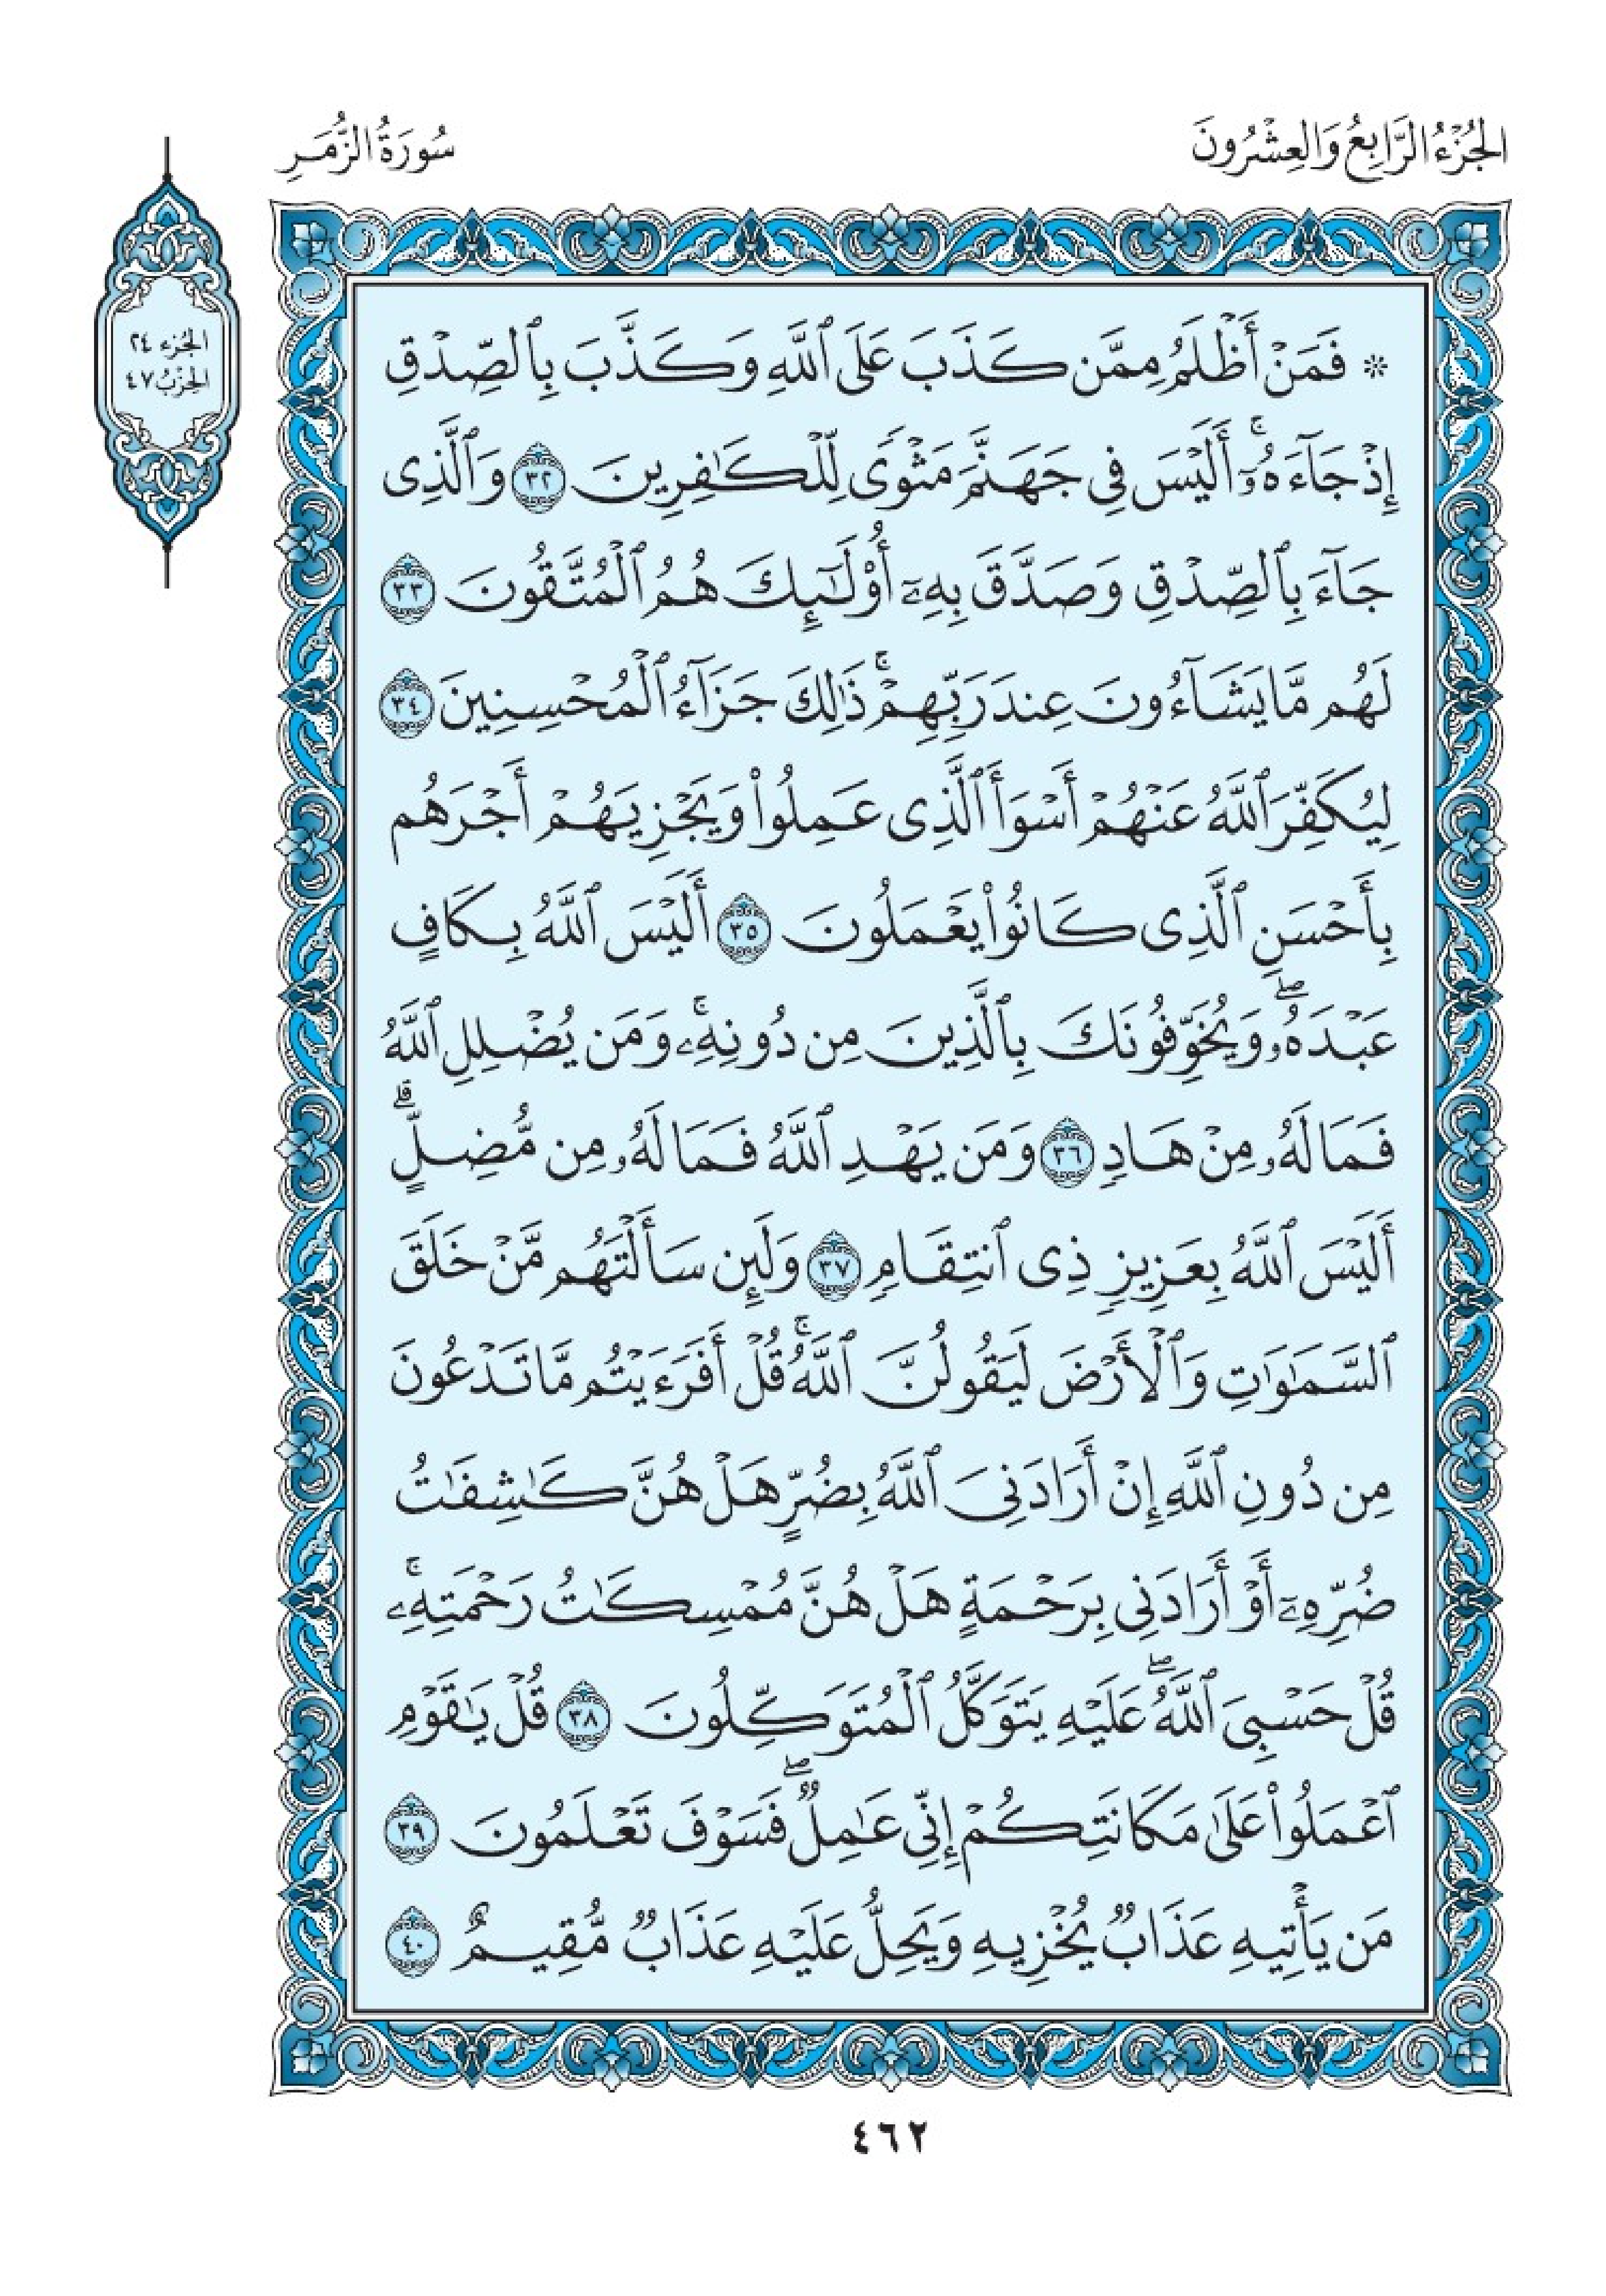 الجُزْءُ الرَّابِعُ وَالعِشْرُونَ
سُورَةُ الزُّمَرِ
الجُزء ٢٤
الحِزْبُ ٤٧
۞ فَمَنْ أَظْلَمُ مِمَّن كَذَبَ عَلَى ٱللَّهِ وَكَذَّبَ بِٱلصِّدْقِ
إِذْ جَآءَهُۥٓۚ أَلَيْسَ فِى جَهَنَّمَ مَثْوًى لِّلْكَـٰفِرِينَ ٣٢ وَٱلَّذِى
جَآءَ بِٱلصِّدْقِ وَصَدَّقَ بِهِۦٓ أُو۟لَـٰٓئِكَ هُمُ ٱلْمُتَّقُونَ ٣٣
لَهُم مَّا يَشَآءُونَ عِندَ رَبِّهِمْۚ ذَٰلِكَ جَزَآءُ ٱلْمُحْسِنِينَ ٣٤
لِيُكَفِّرَ ٱللَّهُ عَنْهُمْ أَسْوَأَ ٱلَّذِى عَمِلُوا۟ وَيَجْزِيَهُمْ أَجْرَهُم
بِأَحْسَنِ ٱلَّذِى كَانُوا۟ يَعْمَلُونَ ٣٥ أَلَيْسَ ٱللَّهُ بِكَافٍ
عَبْدَهُۥۖ وَيُخَوِّفُونَكَ بِٱلَّذِينَ مِن دُونِهِۦۚ وَمَن يُضْلِلِ ٱللَّهُ
فَمَا لَهُۥ مِنْ هَادٍ ٣٦ وَمَن يَهْدِ ٱللَّهُ فَمَا لَهُۥ مِن مُّضِلٍّۗ
أَلَيْسَ ٱللَّهُ بِعَزِيزٍ ذِى ٱنتِقَامٍ ٣٧ وَلَئِن سَأَلْتَهُم مَّنْ خَلَقَ
ٱلسَّمَـٰوَٰتِ وَٱلْأَرْضَ لَيَقُولُنَّ ٱللَّهُۚ قُلْ أَفَرَءَيْتُم مَّا تَدْعُونَ
مِن دُونِ ٱللَّهِ إِنْ أَرَادَنِىَ ٱللَّهُ بِضُرٍّ هَلْ هُنَّ كَـٰشِفَـٰتُ
ضُرِّهِۦٓ أَوْ أَرَادَنِى بِرَحْمَةٍ هَلْ هُنَّ مُمْسِكَـٰتُ رَحْمَتِهِۦۚ
قُلْ حَسْبِىَ ٱللَّهُۖ عَلَيْهِ يَتَوَكَّلُ ٱلْمُتَوَكِّلُونَ ٣٨ قُلْ يَـٰقَوْمِ
ٱعْمَلُوا۟ عَلَىٰ مَكَانَتِكُمْ إِنِّى عَـٰمِلٌۖ فَسَوْفَ تَعْلَمُونَ ٣٩
مَن يَأْتِيهِ عَذَابٌ يُخْزِيهِ وَيَحِلُّ عَلَيْهِ عَذَابٌ مُّقِيمٌ ٤٠
٤٦٢